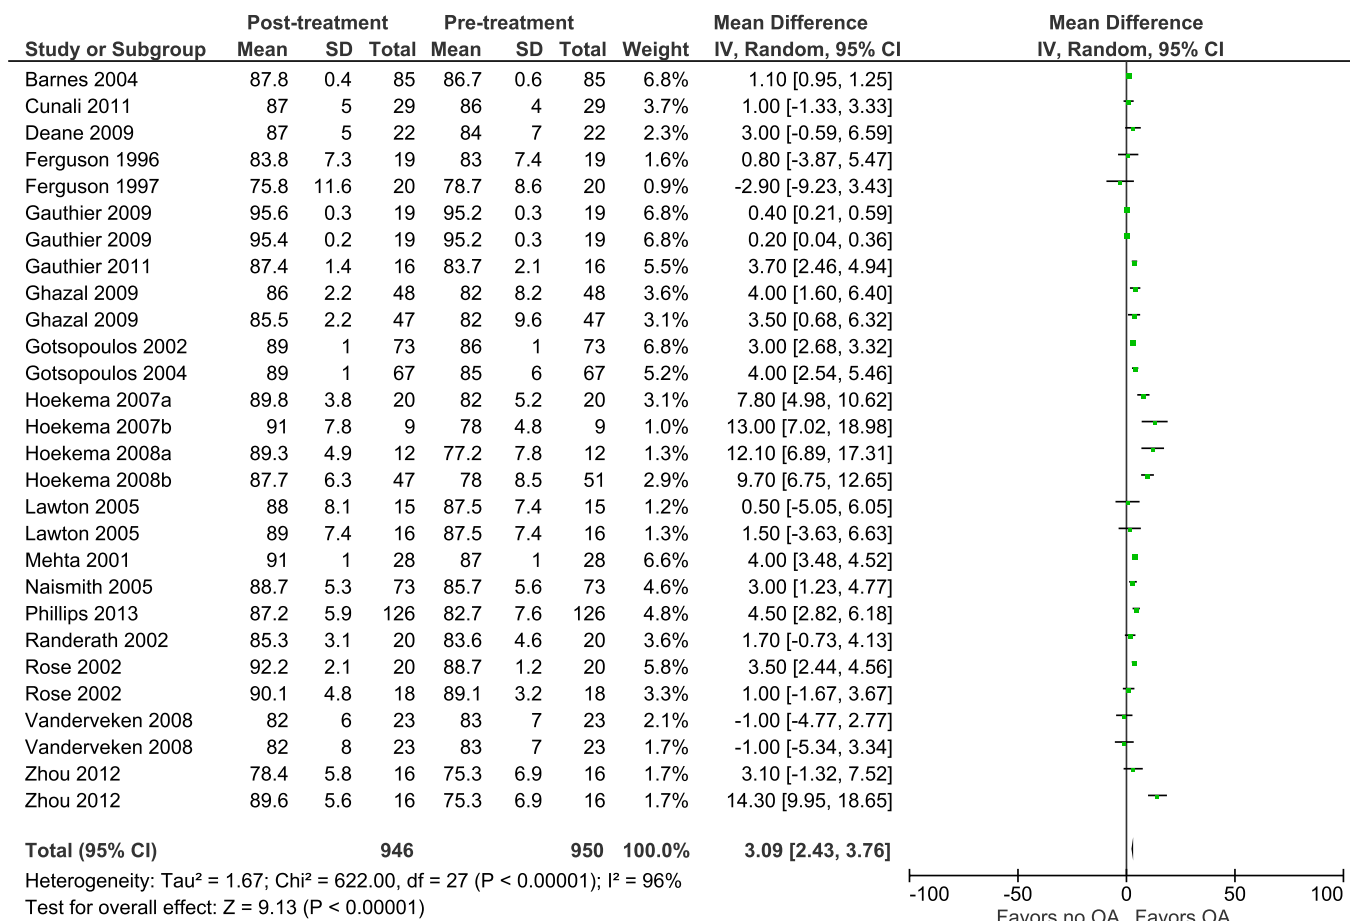 Post-treatment Pre-treatment Mean Difference Mean Difference
Study or Subgroup Mean SD Total Mean SD Total Weight IV, Random, 95% CI IV, Random, 95% CI
Barnes 2004 87.8 0.4 85 86.7 0.6 85 6.8% 1.10 [0.95, 1.25]
Cunali 2011 87 5 29 86 4 29 3.7% 1.00 [-1.33, 3.33]
Deane 2009 87 5 22 84 7 22 2.3% 3.00 [-0.59, 6.59]
Ferguson 1996 83.8 7.3 19 83 7.4 19 1.6% 0.80 [-3.87, 5.47]
Ferguson 1997 75.8 11.6 20 78.7 8.6 20 0.9% -2.90 [-9.23, 3.43]
Gauthier 2009 95.6 0.3 19 95.2 0.3 19 6.8% 0.40 [0.21, 0.59]
Gauthier 2009 95.4 0.2 19 95.2 0.3 19 6.8% 0.20 [0.04, 0.36]
Gauthier 2011 87.4 1.4 16 83.7 2.1 16 5.5% 3.70 [2.46, 4.94]
Ghazal 2009 86 2.2 48 82 8.2 48 3.6% 4.00 [1.60, 6.40]
Ghazal 2009 85.5 2.2 47 82 9.6 47 3.1% 3.50 [0.68, 6.32]
Gotsopoulos 2002 89 1 73 86 1 73 6.8% 3.00 [2.68, 3.32]
Gotsopoulos 2004 89 1 67 85 6 67 5.2% 4.00 [2.54, 5.46]
Hoekema 2007a 89.8 3.8 20 82 5.2 20 3.1% 7.80 [4.98, 10.62]
Hoekema 2007b 91 7.8 9 78 4.8 9 1.0% 13.00 [7.02, 18.98]
Hoekema 2008a 89.3 4.9 12 77.2 7.8 12 1.3% 12.10 [6.89, 17.31]
Hoekema 2008b 87.7 6.3 47 78 8.5 51 2.9% 9.70 [6.75, 12.65]
Lawton 2005 88 8.1 15 87.5 7.4 15 1.2% 0.50 [-5.05, 6.05]
Lawton 2005 89 7.4 16 87.5 7.4 16 1.3% 1.50 [-3.63, 6.63]
Mehta 2001 91 1 28 87 1 28 6.6% 4.00 [3.48, 4.52]
Naismith 2005 88.7 5.3 73 85.7 5.6 73 4.6% 3.00 [1.23, 4.77]
Phillips 2013 87.2 5.9 126 82.7 7.6 126 4.8% 4.50 [2.82, 6.18]
Randerath 2002 85.3 3.1 20 83.6 4.6 20 3.6% 1.70 [-0.73, 4.13]
Rose 2002 92.2 2.1 20 88.7 1.2 20 5.8% 3.50 [2.44, 4.56]
Rose 2002 90.1 4.8 18 89.1 3.2 18 3.3% 1.00 [-1.67, 3.67]
Vanderveken 2008 82 6 23 83 7 23 2.1% -1.00 [-4.77, 2.77]
Vanderveken 2008 82 8 23 83 7 23 1.7% -1.00 [-5.34, 3.34]
Zhou 2012 78.4 5.8 16 75.3 6.9 16 1.7% 3.10 [-1.32, 7.52]
Zhou 2012 89.6 5.6 16 75.3 6.9 16 1.7% 14.30 [9.95, 18.65]
Total (95% CI) 946 950 100.0% 3.09 [2.43, 3.76]
Heterogeneity: Tau² = 1.67; Chi² = 622.00, df = 27 (P < 0.00001); I² = 96%
Test for overall effect: Z = 9.13 (P < 0.00001)
-100 -50 0 50 100
Favors no OA Favors OA